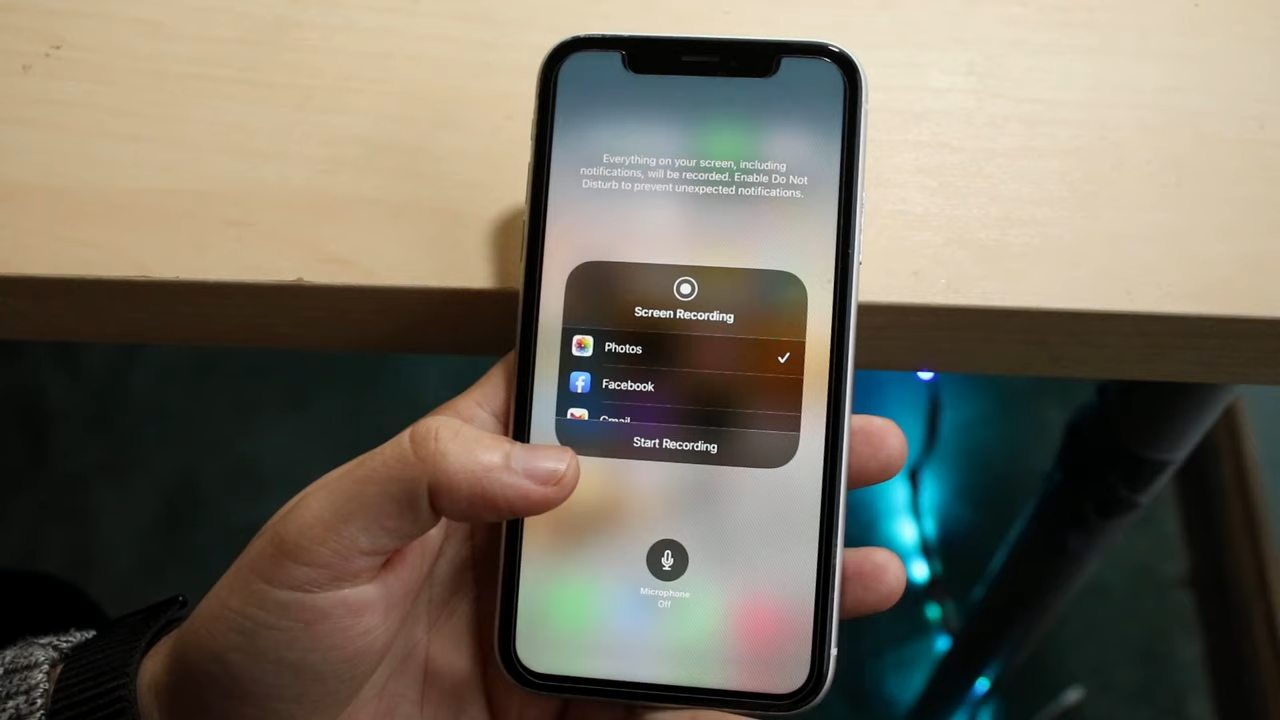 Everything on your screen, including
notifications, will be recorded. Enable Do Not
Disturb to prevent unexpected notifications.
Screen Recording
Photos
Facebook
Gmail
Start Recording
Microphone
Off